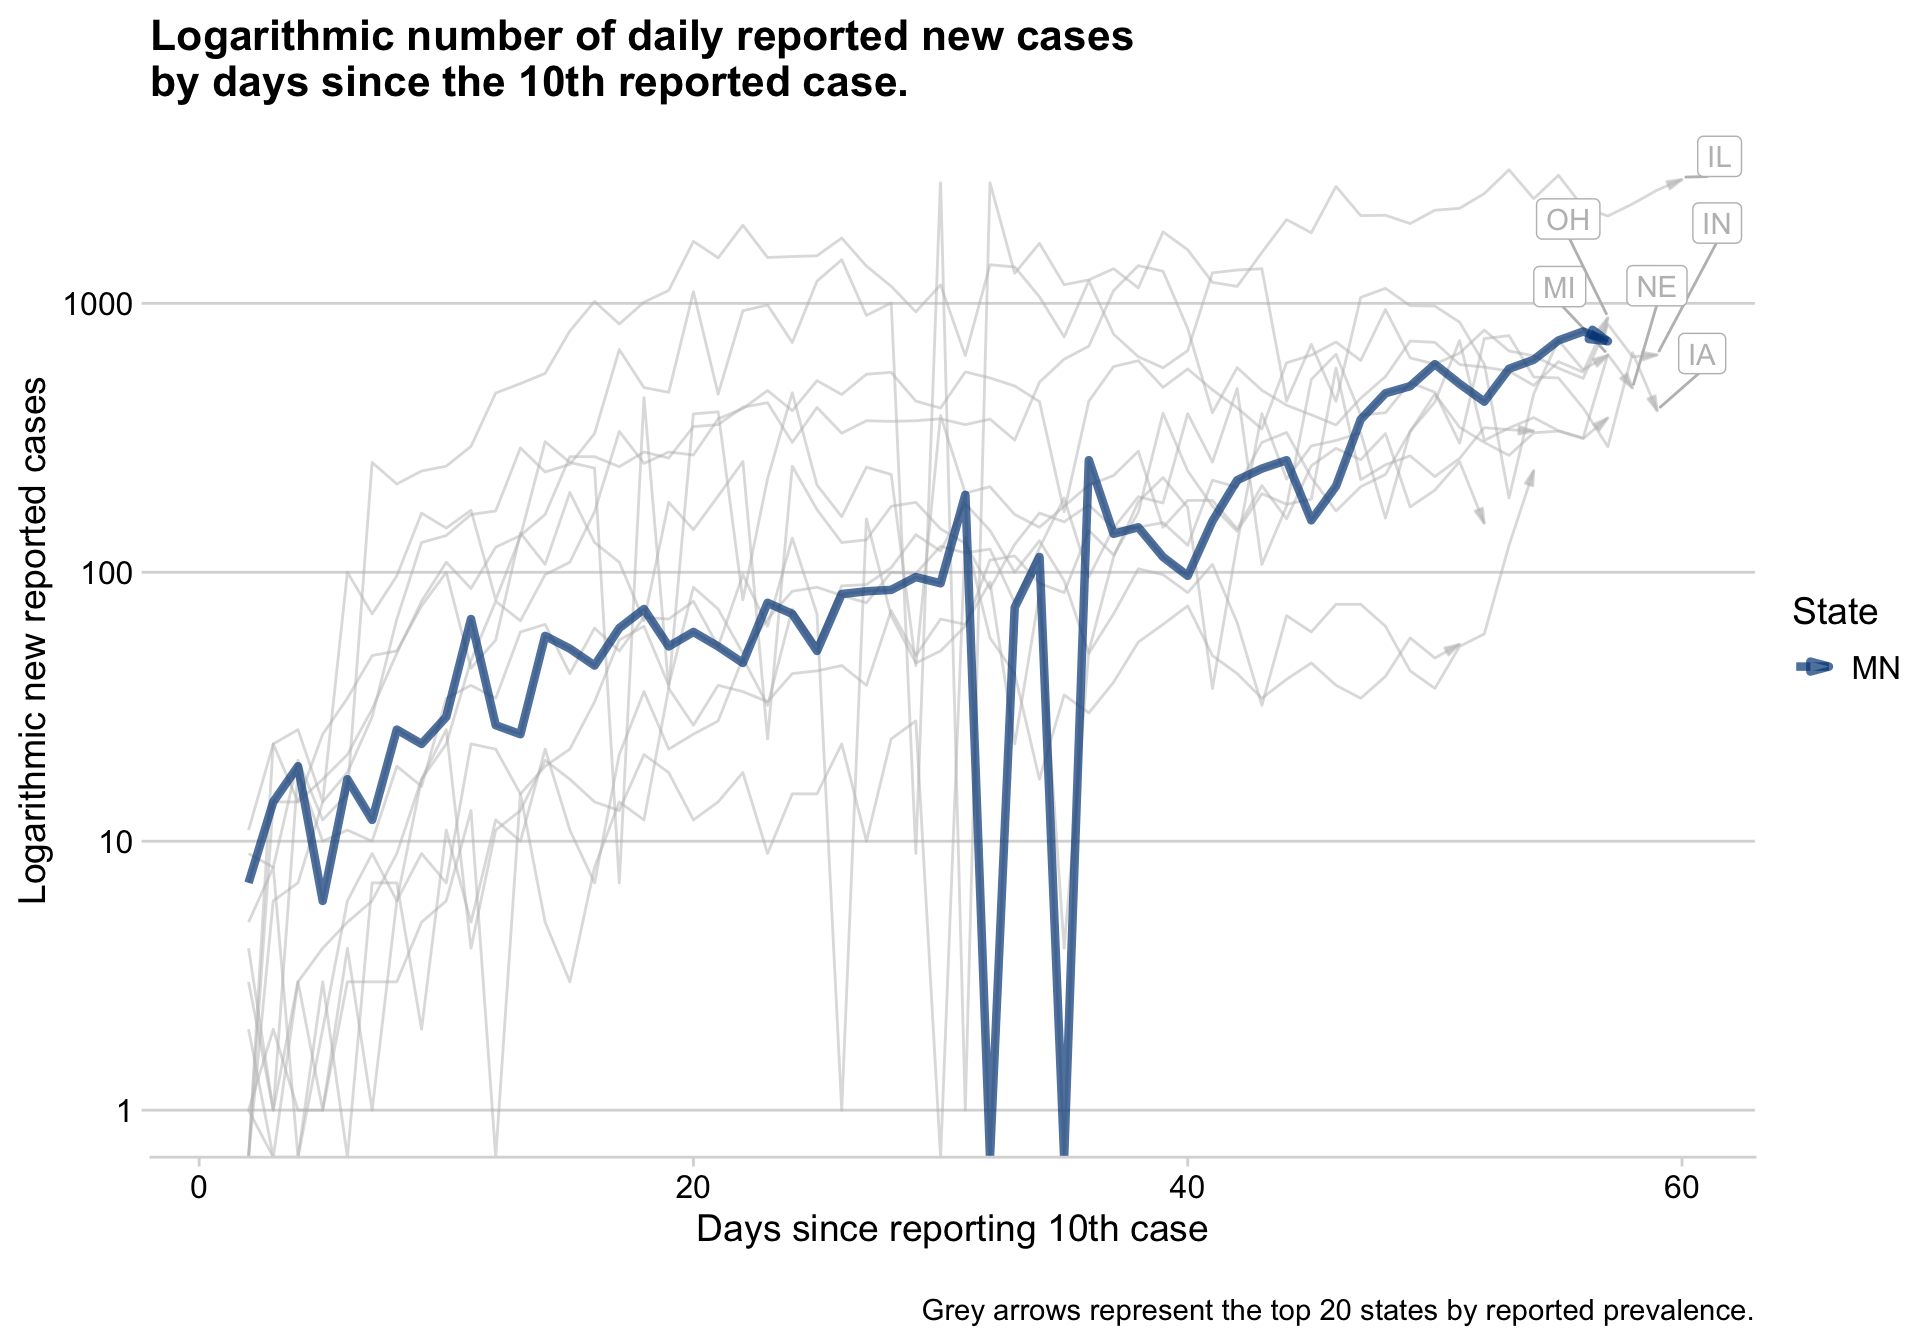 Logarithmic number of daily reported new cases
by days since the 10th reported case.
Logarithmic new reported cases
1000
100
10
1
IL
OH
IN
MI
NE
IA
State
MN
0
20
40
60
Days since reporting 10th case
Grey arrows represent the top 20 states by reported prevalence.